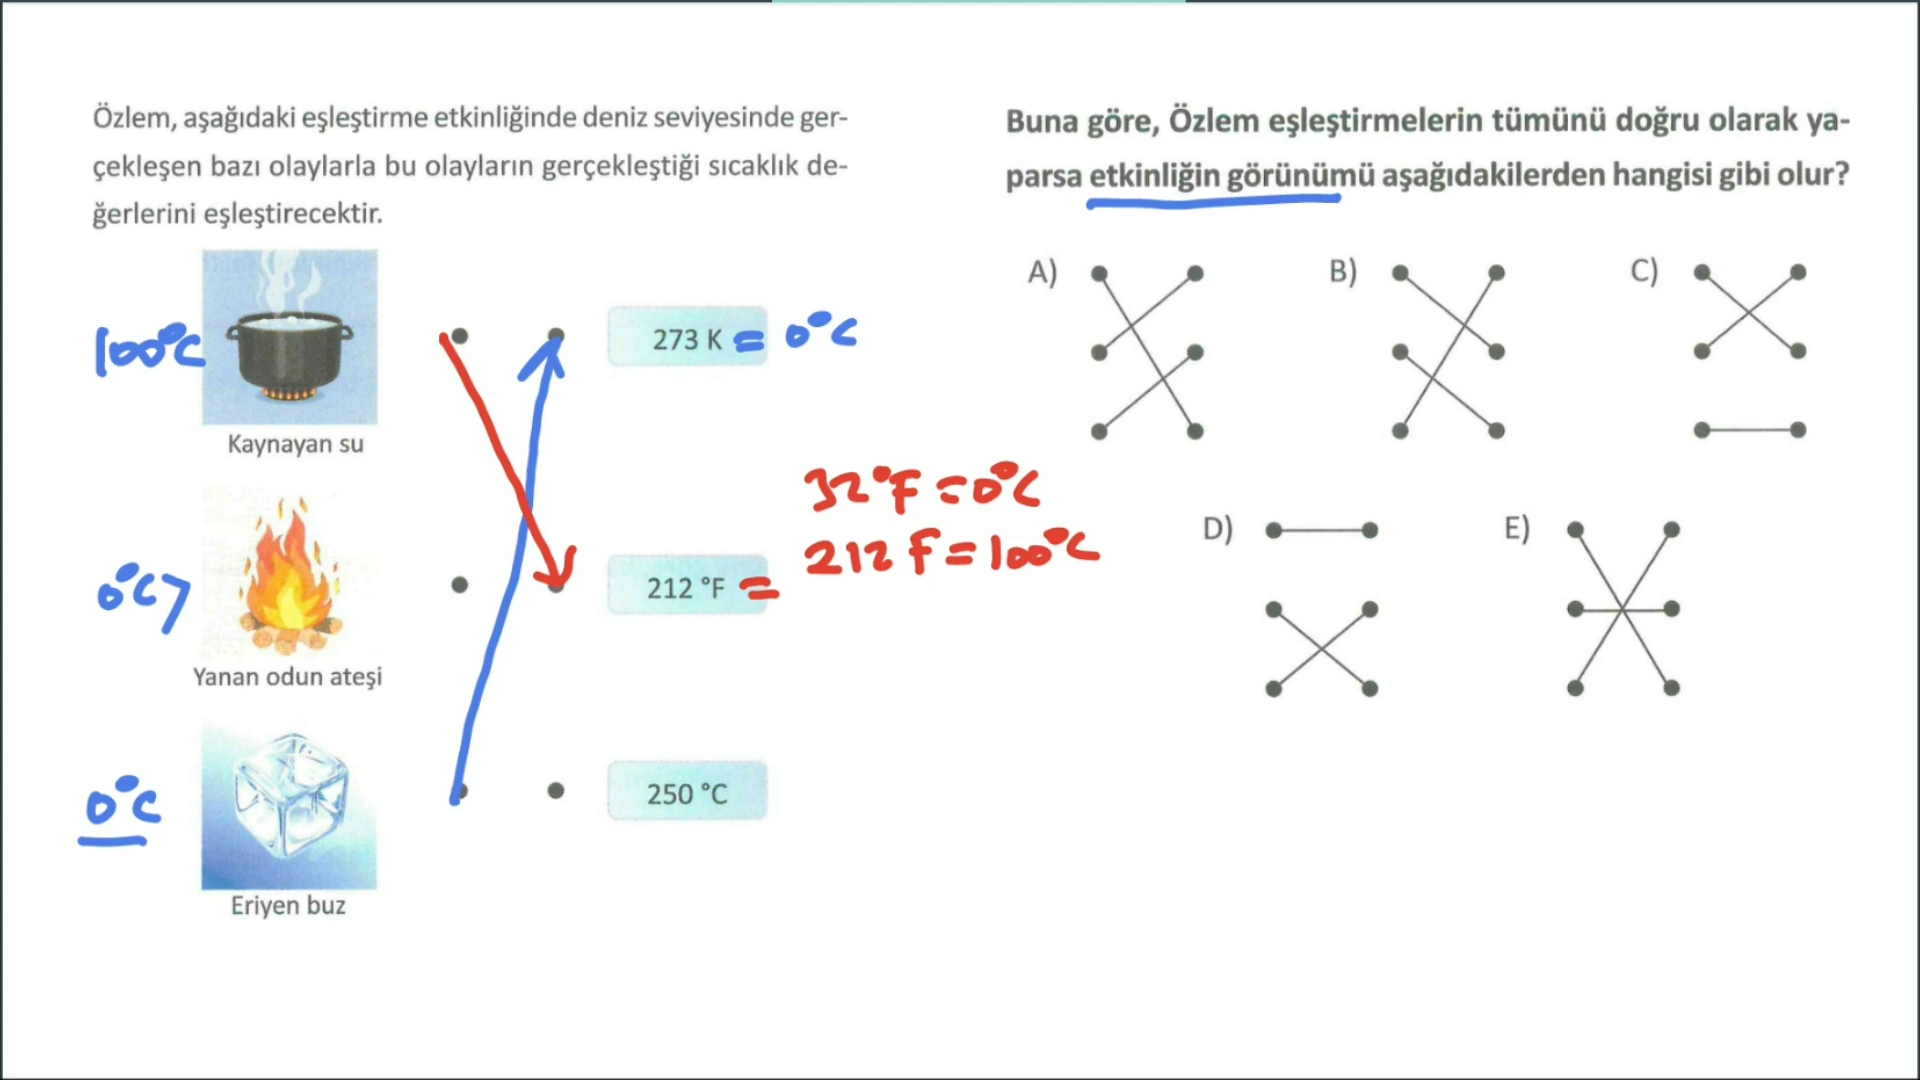 Özlem, aşağıdaki eşleştirme etkinliğinde deniz seviyesinde ger-
çekleşen bazı olaylarla bu olayların gerçekleştiği sıcaklık de-
ğerlerini eşleştirecektir.
100°C
273 K = 0°C
Kaynayan su
32°F = 0°C
212 F = 100°C
0°C>
212 °F =
Yanan odun ateşi
0°C
250 °C
Eriyen buz
Buna göre, Özlem eşleştirmelerin tümünü doğru olarak ya-
parsa etkinliğin görünümü aşağıdakilerden hangisi gibi olur?
A)
B)
C)
D)
E)